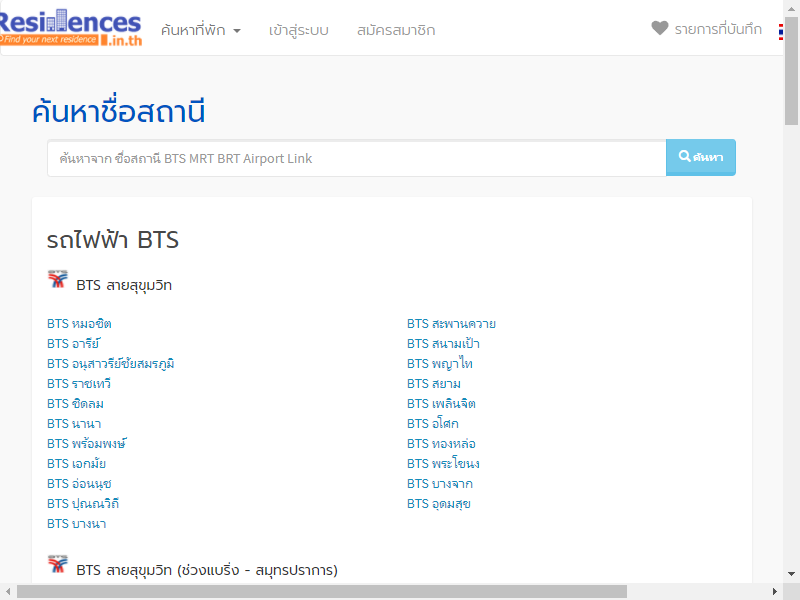 Residences
Find your next residence .in.th
ค้นหาที่พัก
เข้าสู่ระบบ
สมัครสมาชิก
รายการที่บันทึก
ค้นหาชื่อสถานี
ค้นหาจาก ชื่อสถานี BTS MRT BRT Airport Link
ค้นหา
รถไฟฟ้า BTS
BTS สายสุขุมวิท
BTS หมอชิต
BTS สะพานควาย
BTS อารีย์
BTS สนามเป้า
BTS อนุสาวรีย์ชัยสมรภูมิ
BTS พญาไท
BTS ราชเทวี
BTS สยาม
BTS ชิดลม
BTS เพลินจิต
BTS นานา
BTS อโศก
BTS พร้อมพงษ์
BTS ทองหล่อ
BTS เอกมัย
BTS พระโขนง
BTS อ่อนนุช
BTS บางจาก
BTS ปุณณวิถี
BTS อุดมสุข
BTS บางนา
BTS สายสุขุมวิท (ช่วงแบริ่ง - สมุทรปราการ)